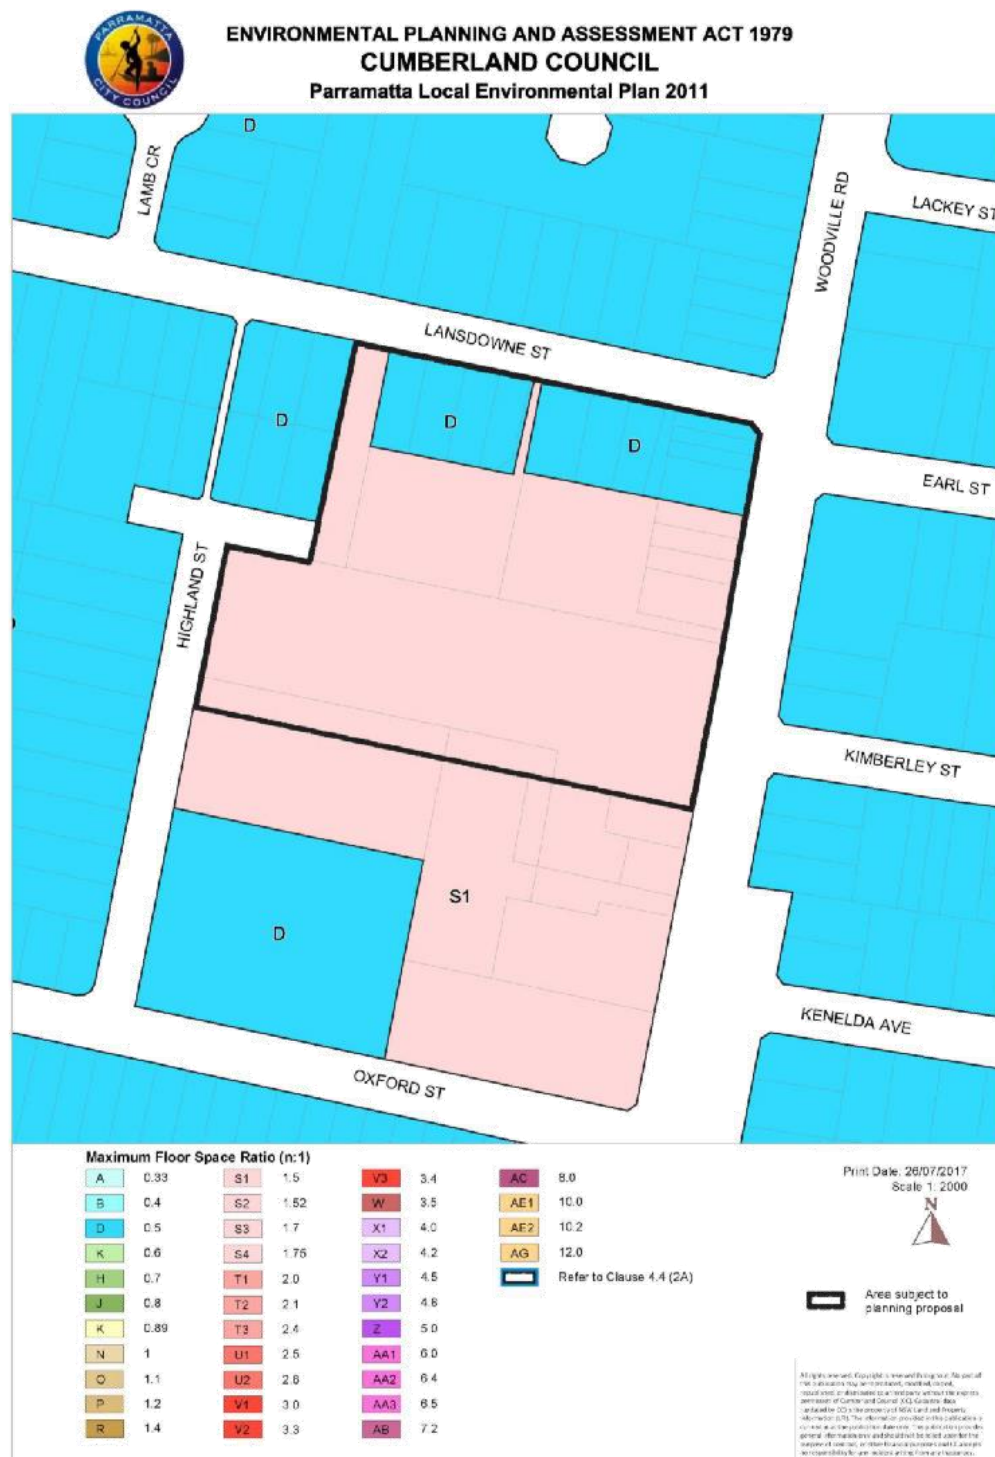 PARRAMATTA
CITY COUNCIL
ENVIRONMENTAL PLANNING AND ASSESSMENT ACT 1979
CUMBERLAND COUNCIL
Parramatta Local Environmental Plan 2011
D
LAMB CR
WOODVILLE RD
LACKEY ST
LANSDOWNE ST
D
D
D
EARL ST
HIGHLAND ST
KIMBERLEY ST
S1
D
KENELDA AVE
OXFORD ST
Maximum Floor Space Ratio (n:1)
A 0.33
B 0.4
D 0.5
K 0.6
H 0.7
J 0.8
K 0.89
N 1
O 1.1
P 1.2
R 1.4
S1 1.5
S2 1.52
S3 1.7
S4 1.75
T1 2.0
T2 2.1
T3 2.4
U1 2.5
U2 2.8
V1 3.0
V2 3.3
V3 3.4
W 3.5
X1 4.0
X2 4.2
Y1 4.5
Y2 4.8
Z 5.0
AA1 6.0
AA2 6.4
AA3 6.5
AB 7.2
AC 8.0
AE1 10.0
AE2 10.2
AG 12.0
Refer to Clause 4.4 (2A)
Print Date: 26/07/2017
Scale 1: 2000
N
Area subject to
planning proposal